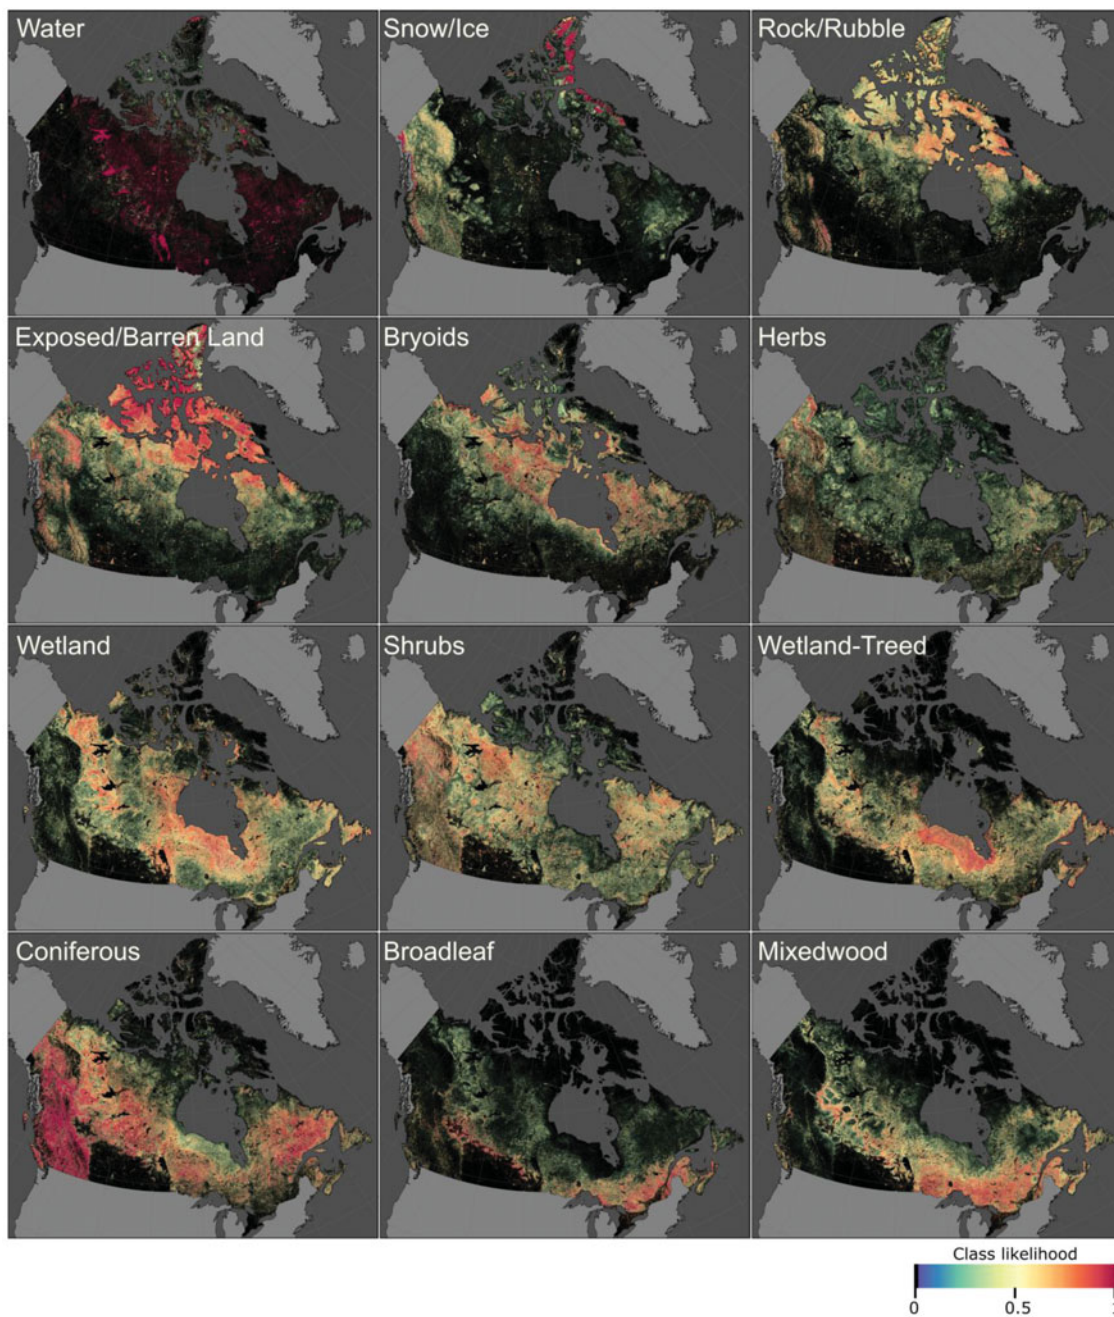 Water
Snow/Ice
Rock/Rubble
Exposed/Barren Land
Bryoids
Herbs
Wetland
Shrubs
Wetland-Treed
Coniferous
Broadleaf
Mixedwood
Class likelihood
0
0.5